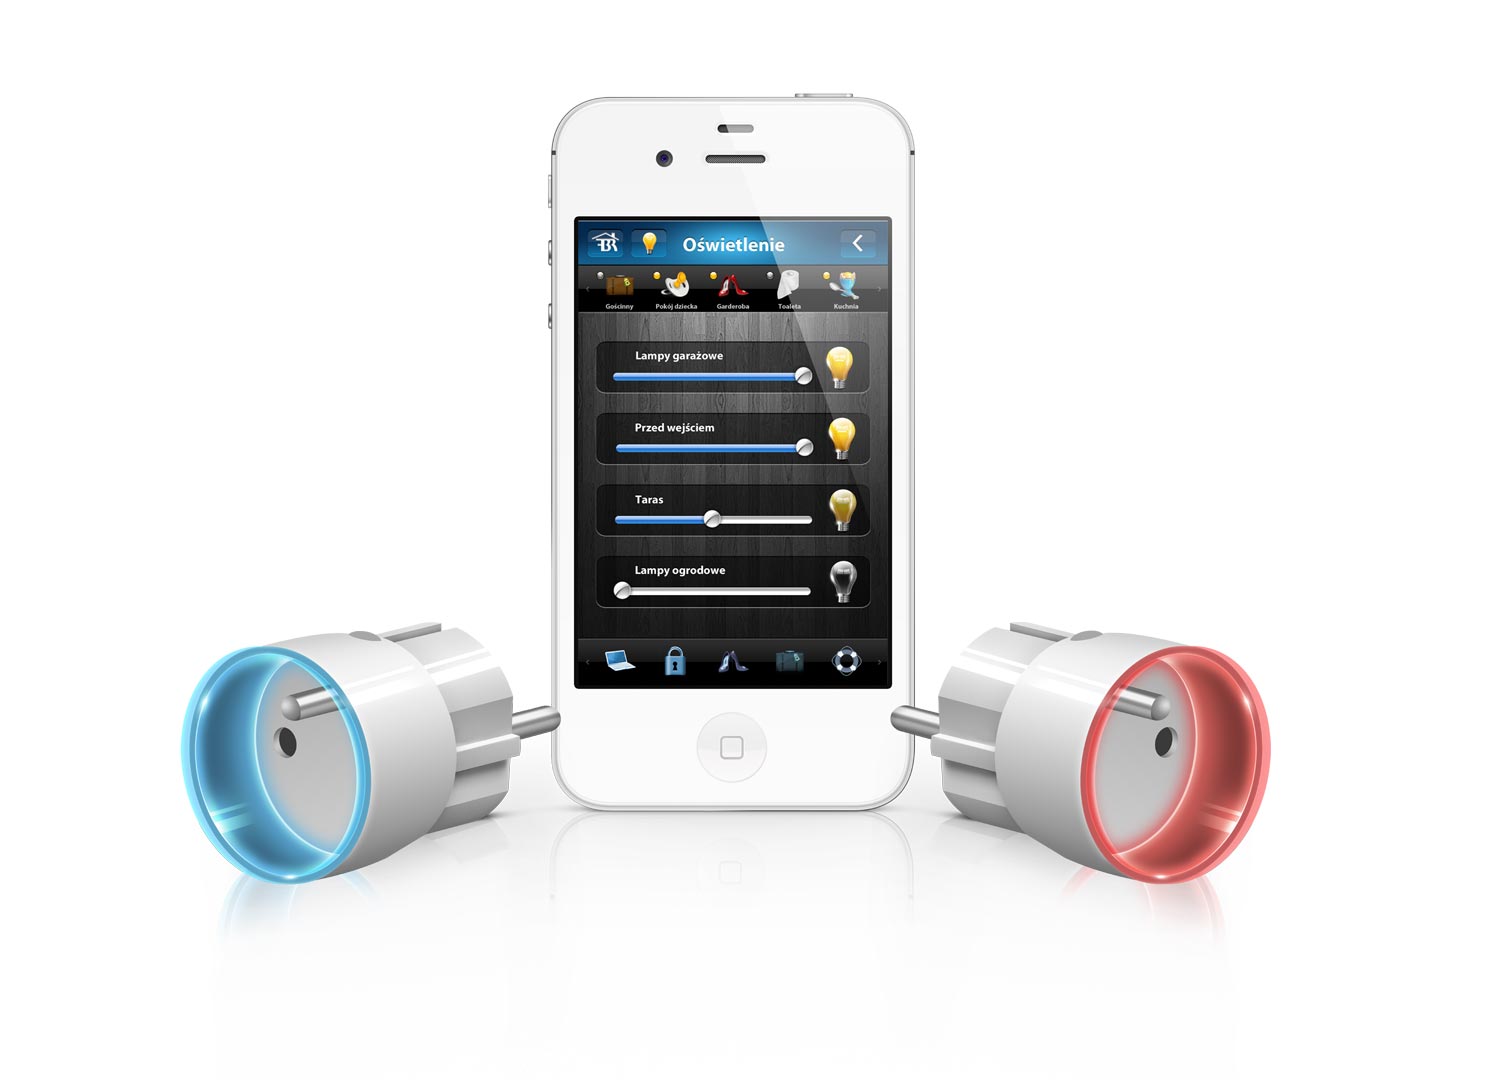 Oświetlenie
Gościnny Pokój dziecka Garderoba Toaleta Kuchnia
Lampy garażowe
Przed wejściem
Taras
Lampy ogrodowe